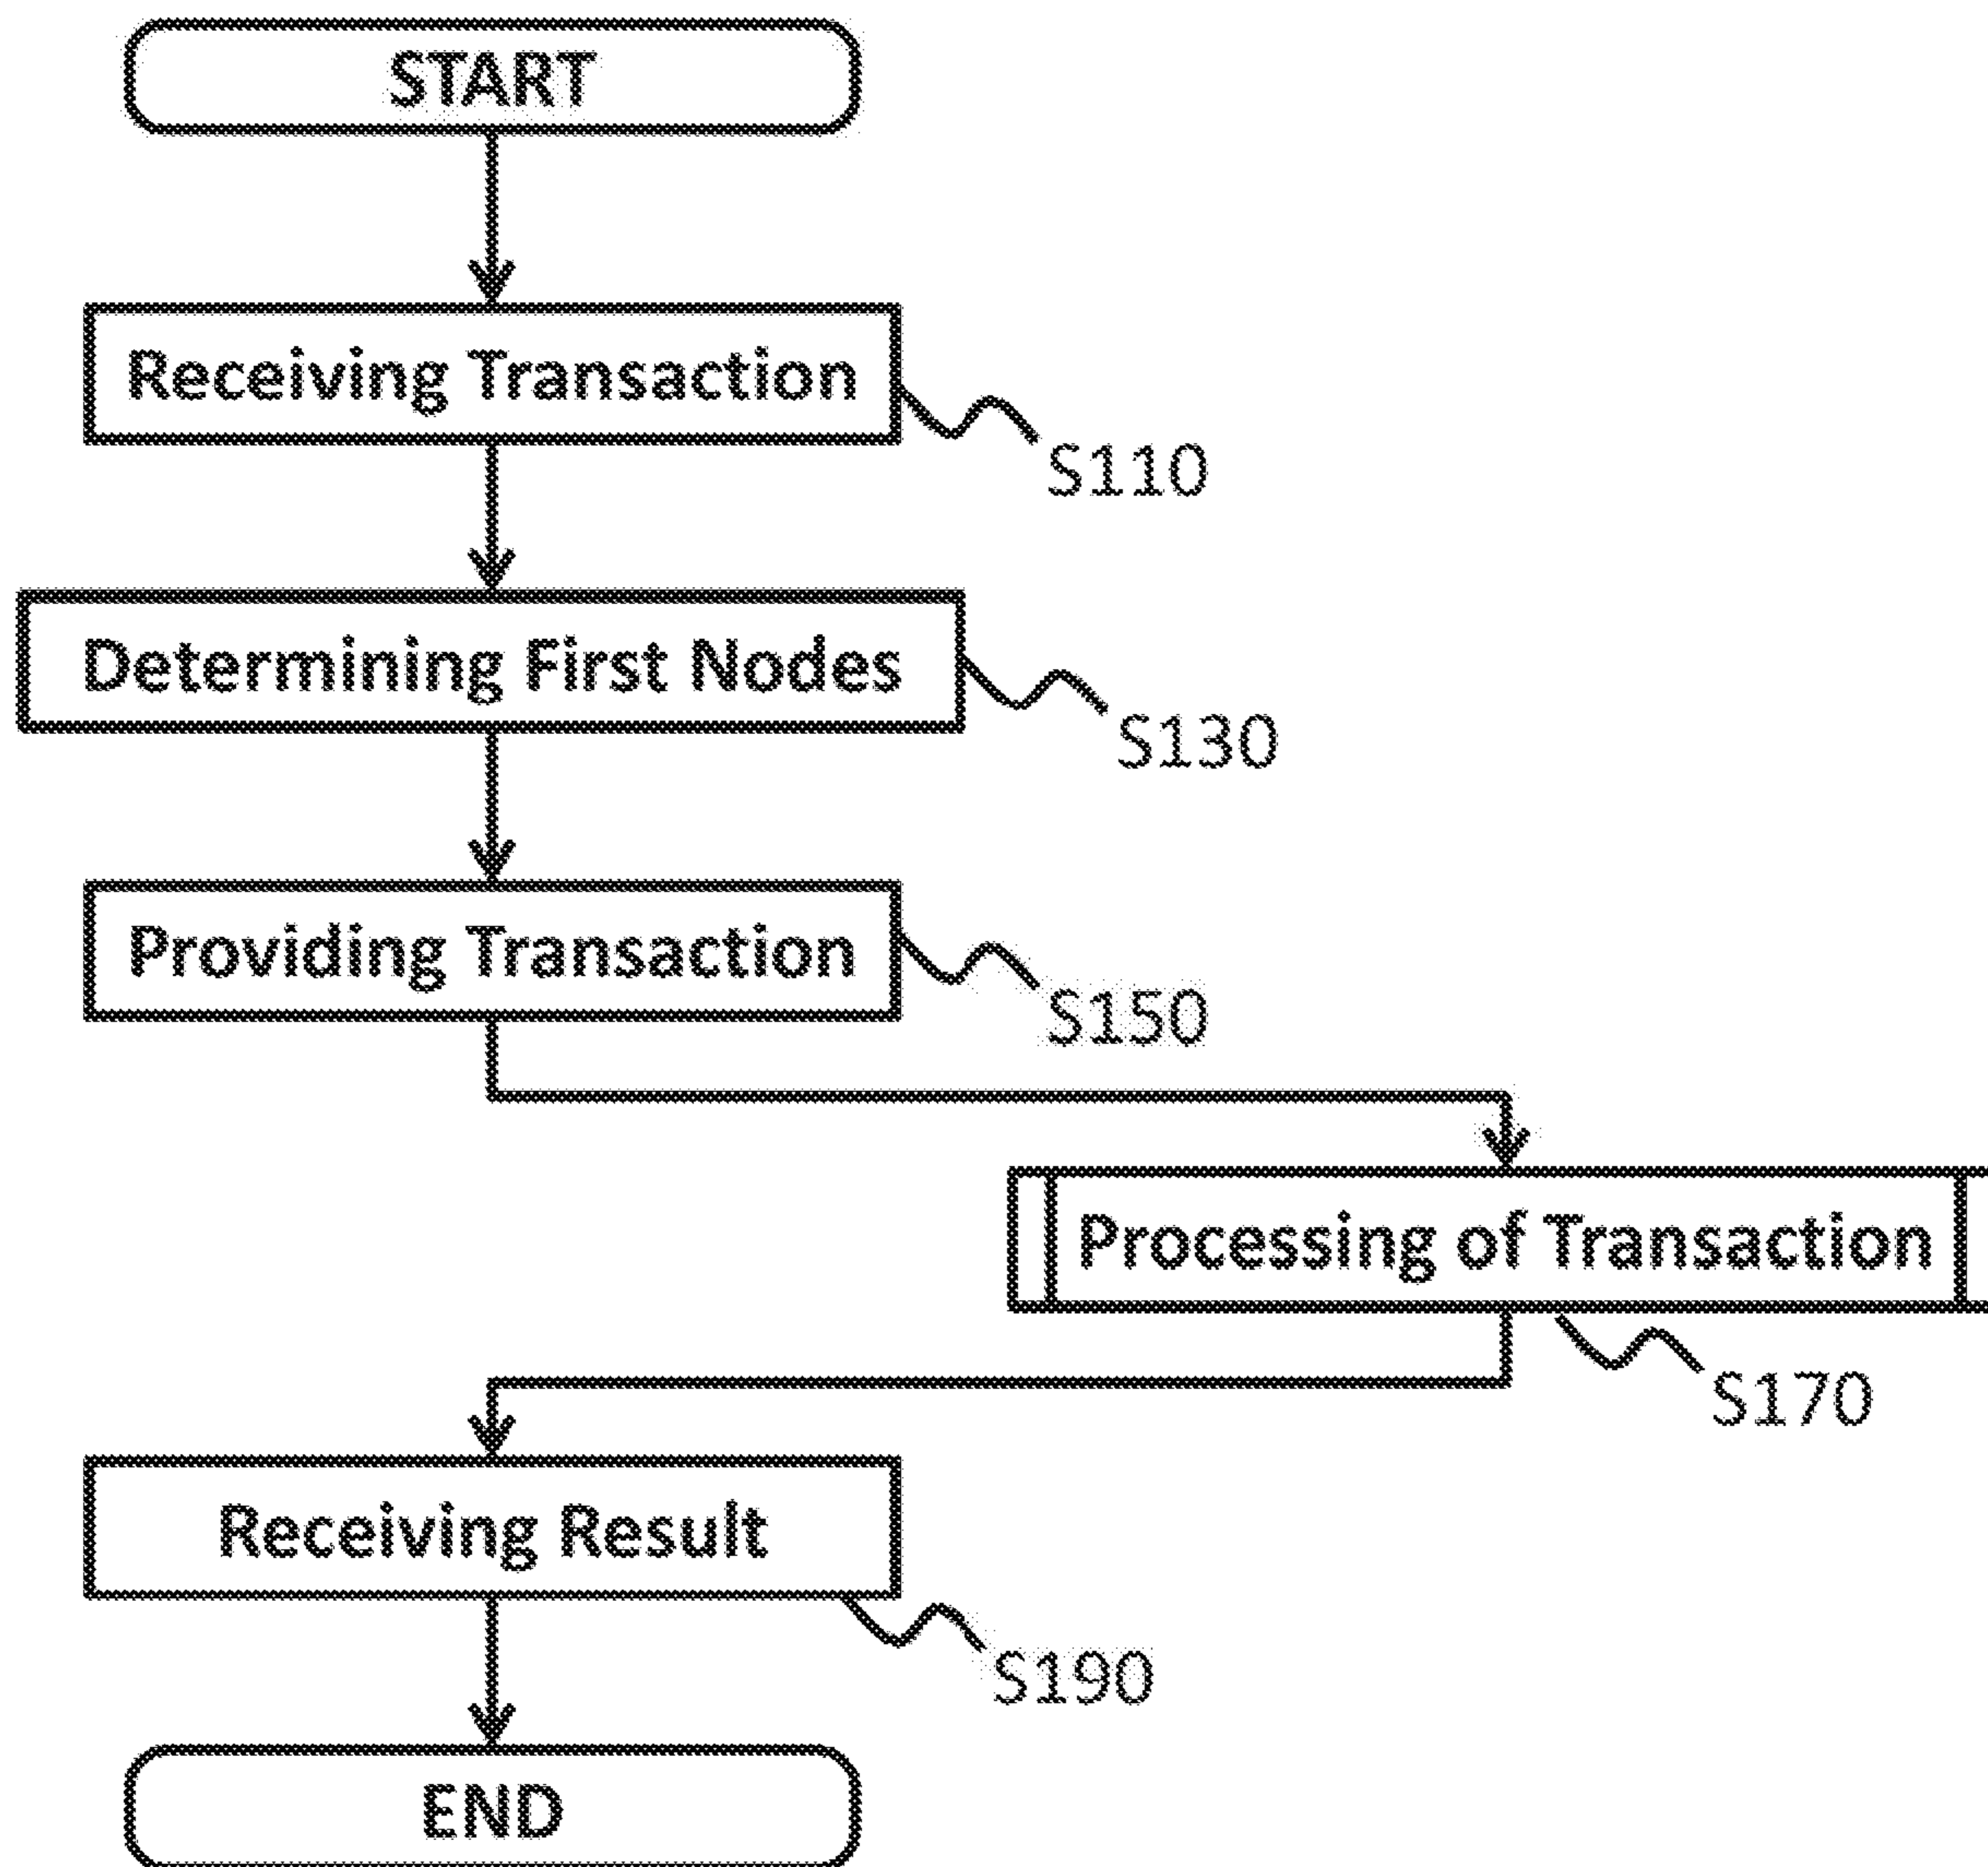 START
Receiving Transaction
S110
Determining First Nodes
S130
Providing Transaction
S150
Processing of Transaction
S170
Receiving Result
S190
END